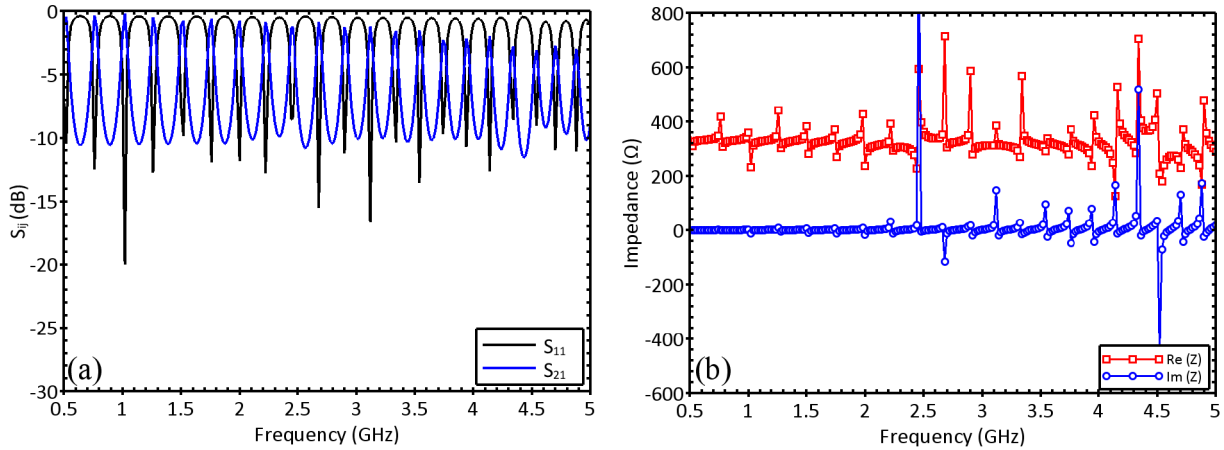 0
-5
-10
-15
-20
-25
-30
S_ij (dB)
(a)
S11
S21
0.5 1 1.5 2 2.5 3 3.5 4 4.5 5
Frequency (GHz)
800
600
400
200
0
-200
-400
-600
Impedance (Ω)
(b)
Re (Z)
Im (Z)
0.5 1 1.5 2 2.5 3 3.5 4 4.5 5
Frequency (GHz)